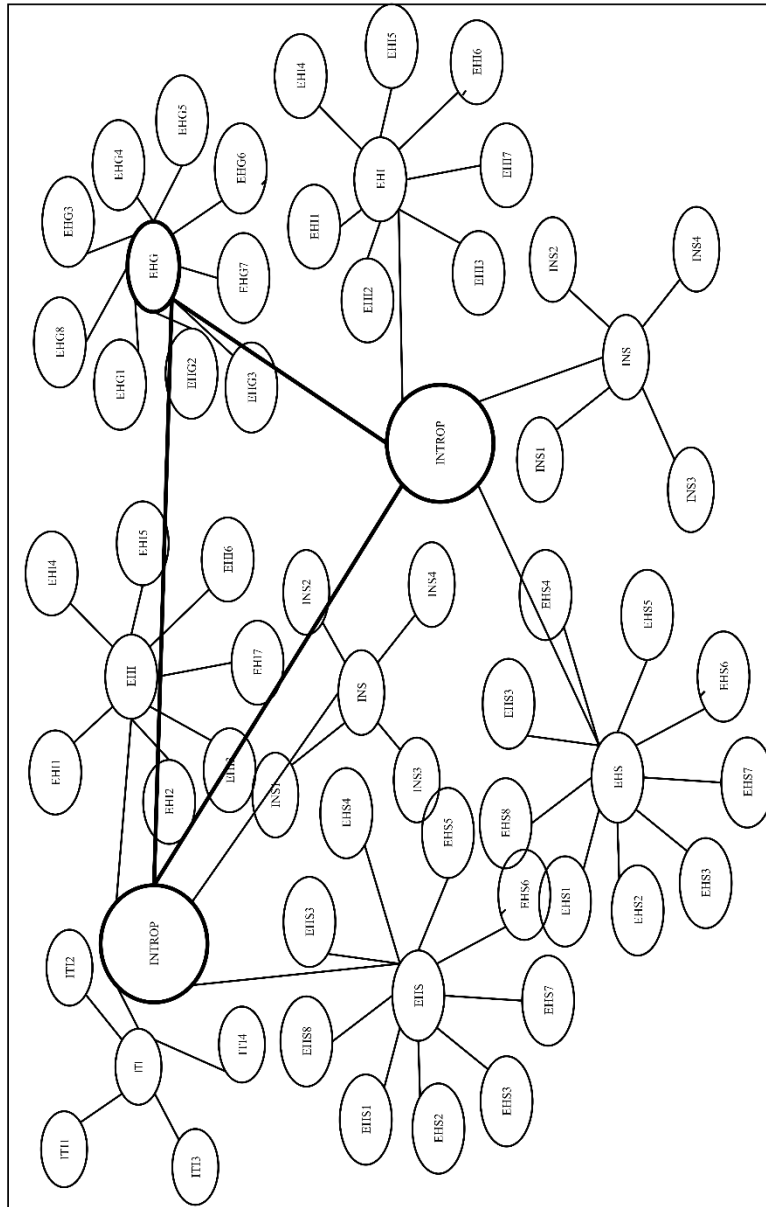 ITI1
ITI2
ITI
ITI3
ITI4
INTROP
EHI1
EHI4
EHI
EHI5
EHI2
EHI3
EHI7
EHI6
EHG8
EHG3
EHG4
EHG
EHG5
EHG1
EHG2
EHG7
EHG6
EHG3
INS1
INS2
INS
INS3
INS4
EHS8
EHS3
EHS4
EHS1
EHS
EHS2
EHS5
EHS3
EHS6
EHS7
INTROP
EHI4
EHI1
EHI
EHI5
EHI2
EHI6
EHI3
EHI7
INS1
INS2
INS
INS3
INS4
EHS8
EHS3
EHS4
EHS1
EHS
EHS2
EHS5
EHS3
EHS6
EHS7